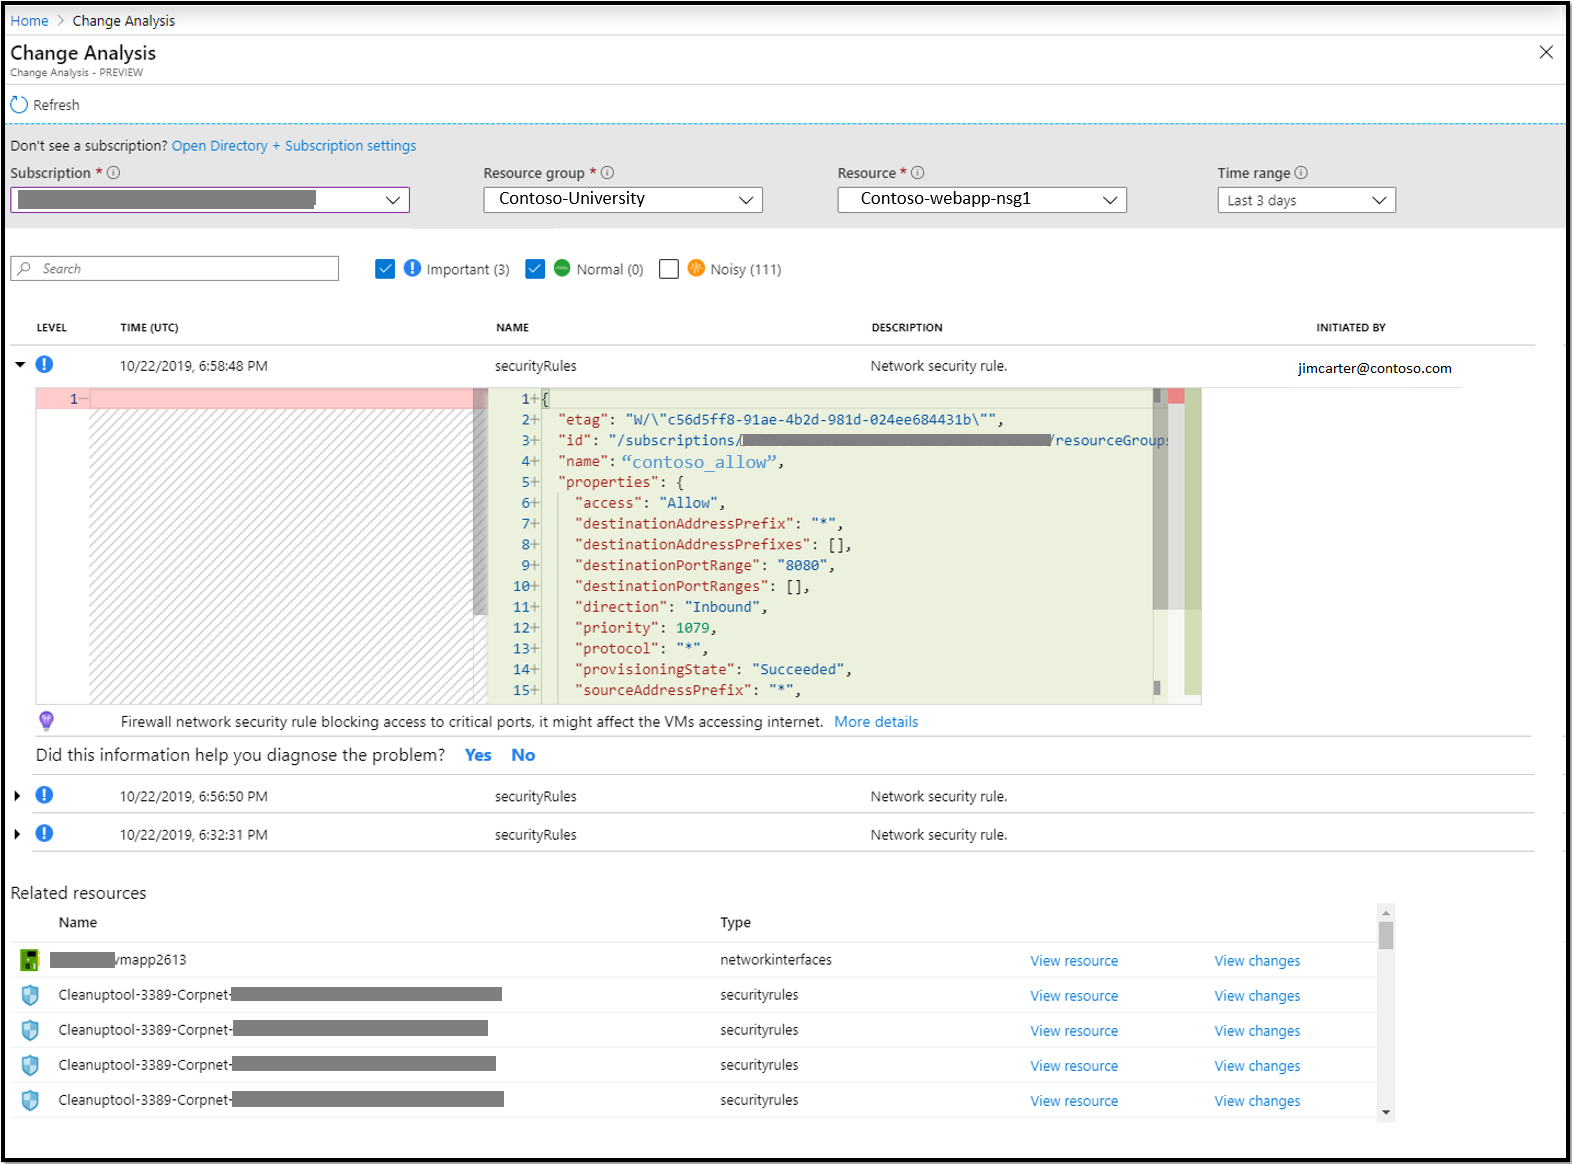 Home > Change Analysis
Change Analysis
Change Analysis - PREVIEW
Refresh
Don't see a subscription? Open Directory + Subscription settings
Subscription * Resource group * Resource * Time range
Contoso-University Contoso-webapp-nsg1 Last 3 days
Search Important (3) Normal (0) Noisy (111)
LEVEL TIME (UTC) NAME DESCRIPTION INITIATED BY
10/22/2019, 6:58:48 PM securityRules Network security rule. jimcarter@contoso.com
1− 1+ {
2+ "etag": "W/\"c56d5ff8-91ae-4b2d-981d-024ee684431b\"",
3+ "id": "/subscriptions/ /resourceGroups
4+ "name": “contoso_allow”,
5+ "properties": {
6+ "access": "Allow",
7+ "destinationAddressPrefix": "*",
8+ "destinationAddressPrefixes": [],
9+ "destinationPortRange": "8080",
10+ "destinationPortRanges": [],
11+ "direction": "Inbound",
12+ "priority": 1079,
13+ "protocol": "*",
14+ "provisioningState": "Succeeded",
15+ "sourceAddressPrefix": "*",
Firewall network security rule blocking access to critical ports, it might affect the VMs accessing internet. More details
Did this information help you diagnose the problem? Yes No
10/22/2019, 6:56:50 PM securityRules Network security rule.
10/22/2019, 6:32:31 PM securityRules Network security rule.
Related resources
Name Type
vmapp2613 networkinterfaces View resource View changes
Cleanuptool-3389-Corpnet- securityrules View resource View changes
Cleanuptool-3389-Corpnet- securityrules View resource View changes
Cleanuptool-3389-Corpnet- securityrules View resource View changes
Cleanuptool-3389-Corpnet- securityrules View resource View changes